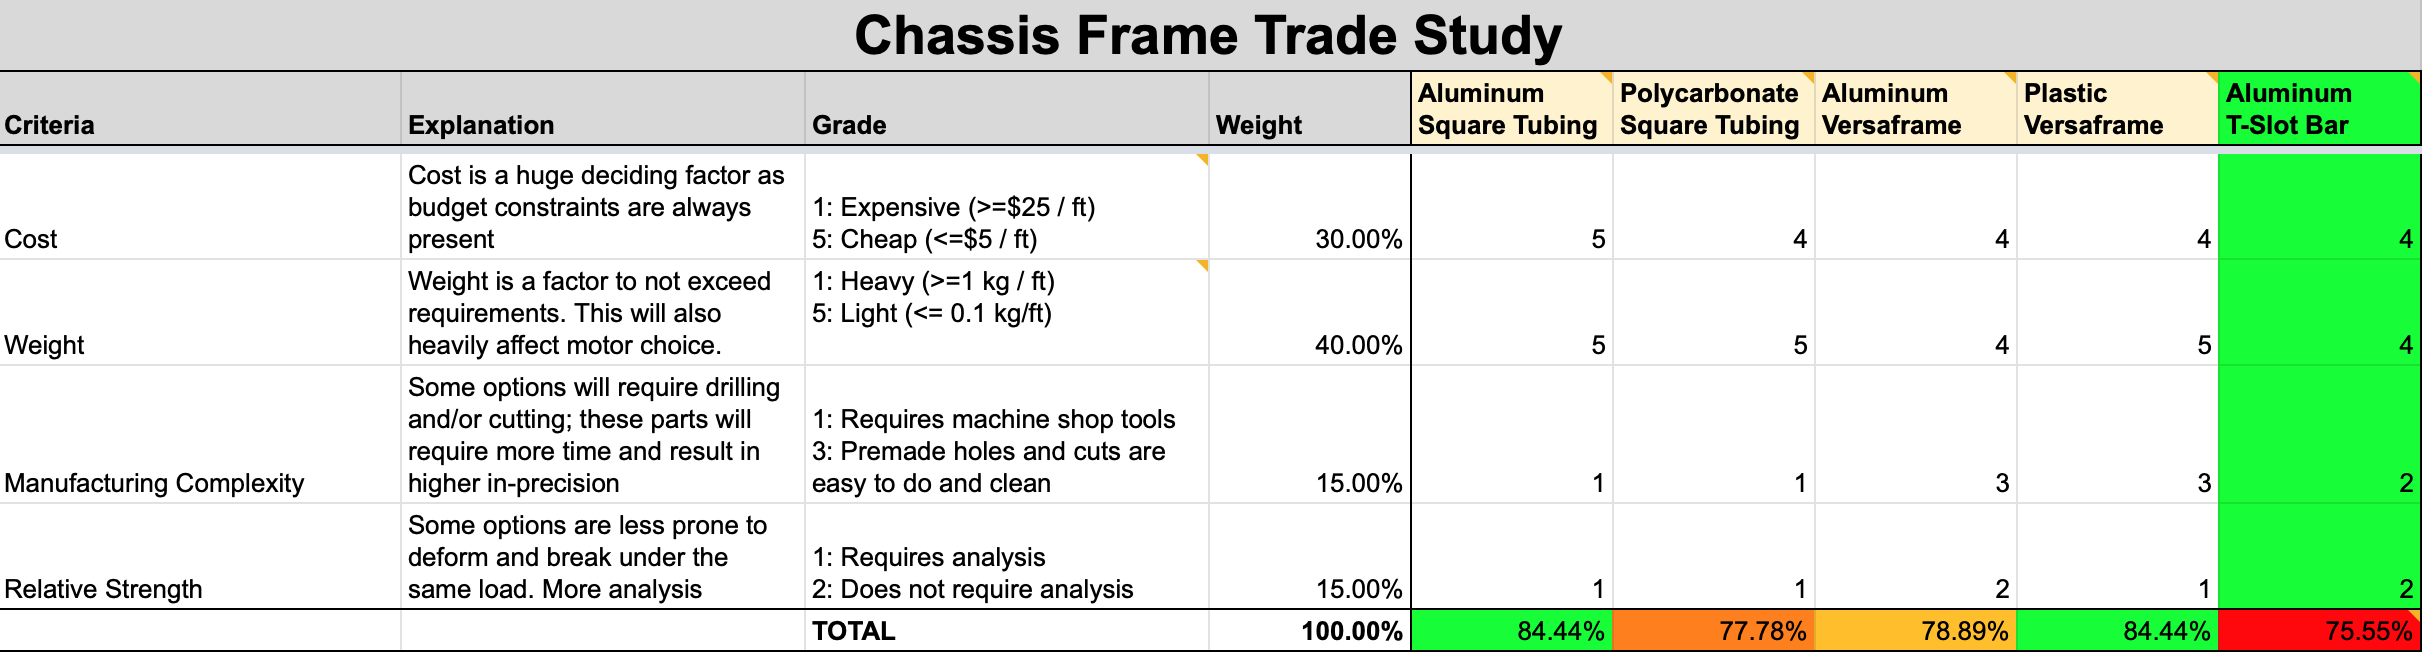 Chassis Frame Trade Study
Criteria
Explanation
Grade
Weight
Aluminum
Square Tubing
Polycarbonate
Square Tubing
Aluminum
Versaframe
Plastic
Versaframe
Aluminum
T-Slot Bar
Cost
Cost is a huge deciding factor as
budget constraints are always
present
1: Expensive (>=$25 / ft)
5: Cheap (<=$5 / ft)
30.00%
5
4
4
4
4
Weight
Weight is a factor to not exceed
requirements. This will also
heavily affect motor choice.
1: Heavy (>=1 kg / ft)
5: Light (<= 0.1 kg/ft)
40.00%
5
5
4
5
4
Manufacturing Complexity
Some options will require drilling
and/or cutting; these parts will
require more time and result in
higher in-precision
1: Requires machine shop tools
3: Premade holes and cuts are
easy to do and clean
15.00%
1
1
3
3
2
Relative Strength
Some options are less prone to
deform and break under the
same load. More analysis
1: Requires analysis
2: Does not require analysis
15.00%
1
1
2
1
2
TOTAL
100.00%
84.44%
77.78%
78.89%
84.44%
75.55%